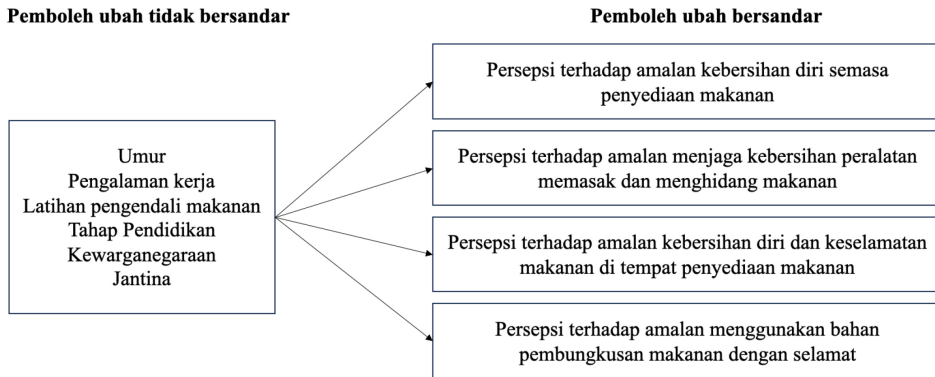 Pemboleh ubah tidak bersandar
Pemboleh ubah bersandar
Umur
Pengalaman kerja
Latihan pengendali makanan
Tahap Pendidikan
Kewarganegaraan
Jantina
Persepsi terhadap amalan kebersihan diri semasa
penyediaan makanan
Persepsi terhadap amalan menjaga kebersihan peralatan
memasak dan menghidang makanan
Persepsi terhadap amalan kebersihan diri dan keselamatan
makanan di tempat penyediaan makanan
Persepsi terhadap amalan menggunakan bahan
pembungkusan makanan dengan selamat